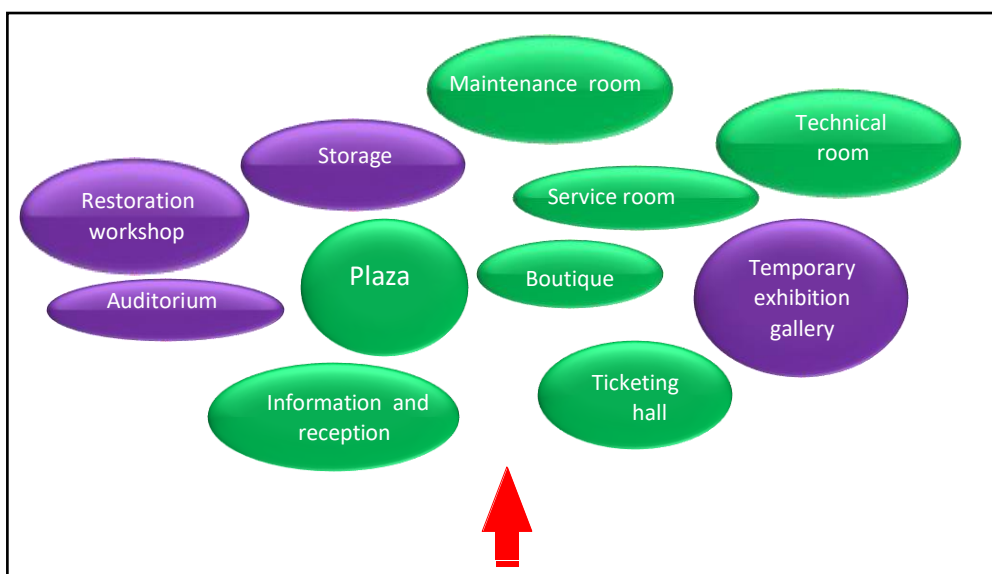 Maintenance room
Technical
room
Storage
Service room
Restoration
workshop
Plaza
Boutique
Temporary
exhibition
gallery
Auditorium
Information and
reception
Ticketing
hall